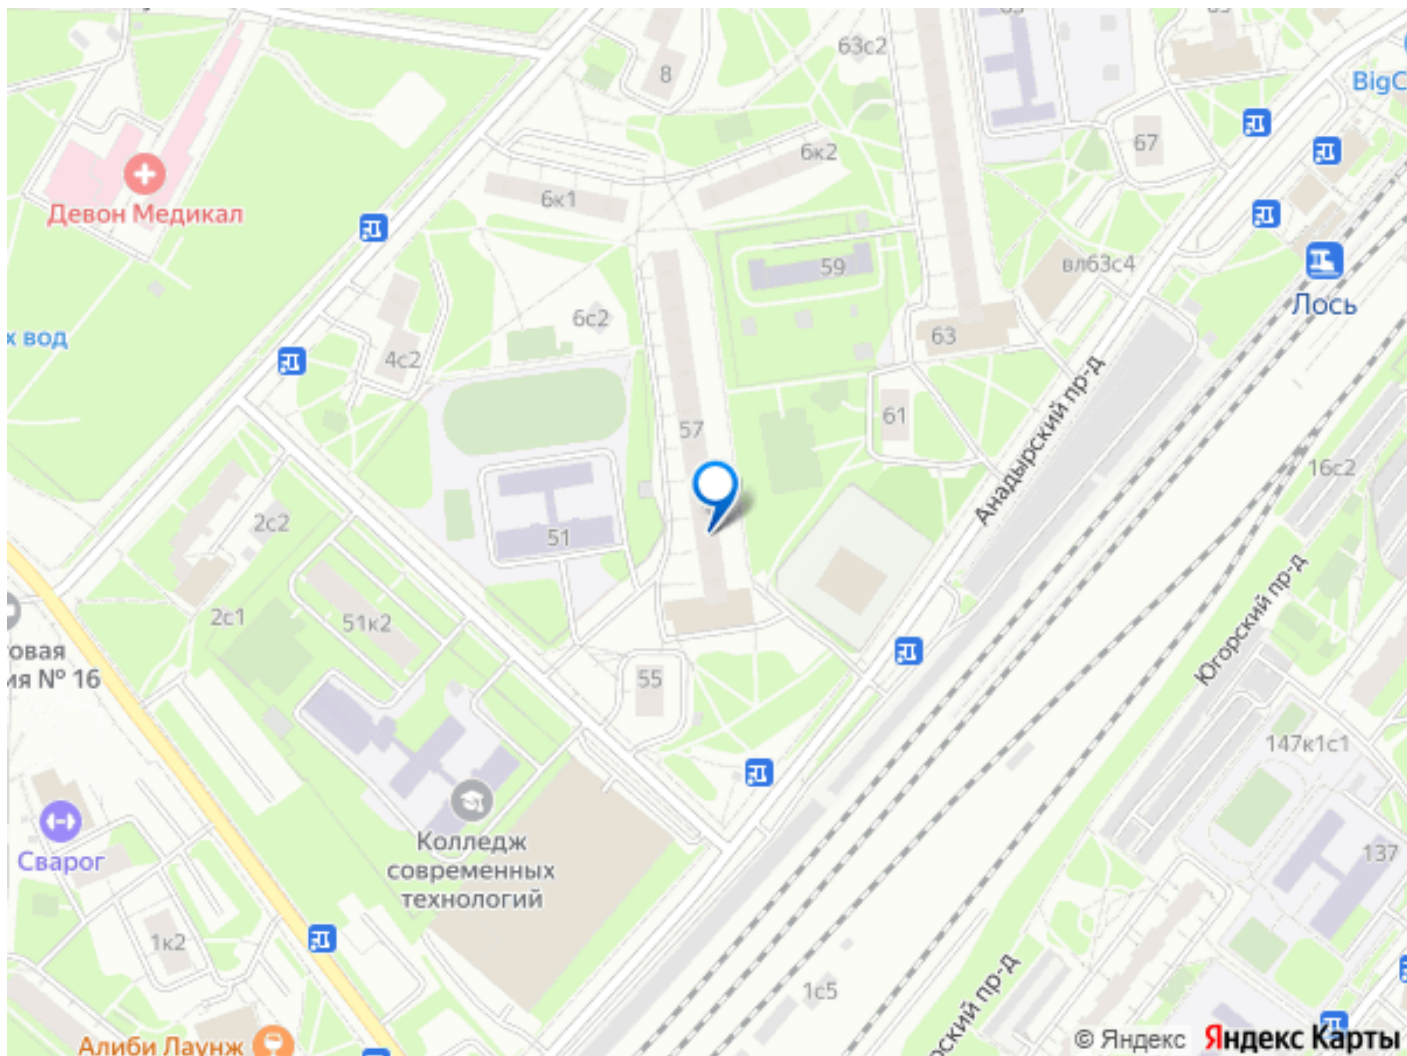 63с2
8
BigC
67
6к2
6к1
Девон Медикал
59
вл63с4
Лось
6с2
63
х вод
4с2
Анадырский пр-д
61
57
16с2
2с2
51
Югорский пр-д
2с1
51к2
овая
ия № 16
55
147к1с1
Колледж
современных
технологий
137
Сварог
1к2
1с5
ский пр-д
Алиби Лаунж
© Яндекс Яндекс Карты